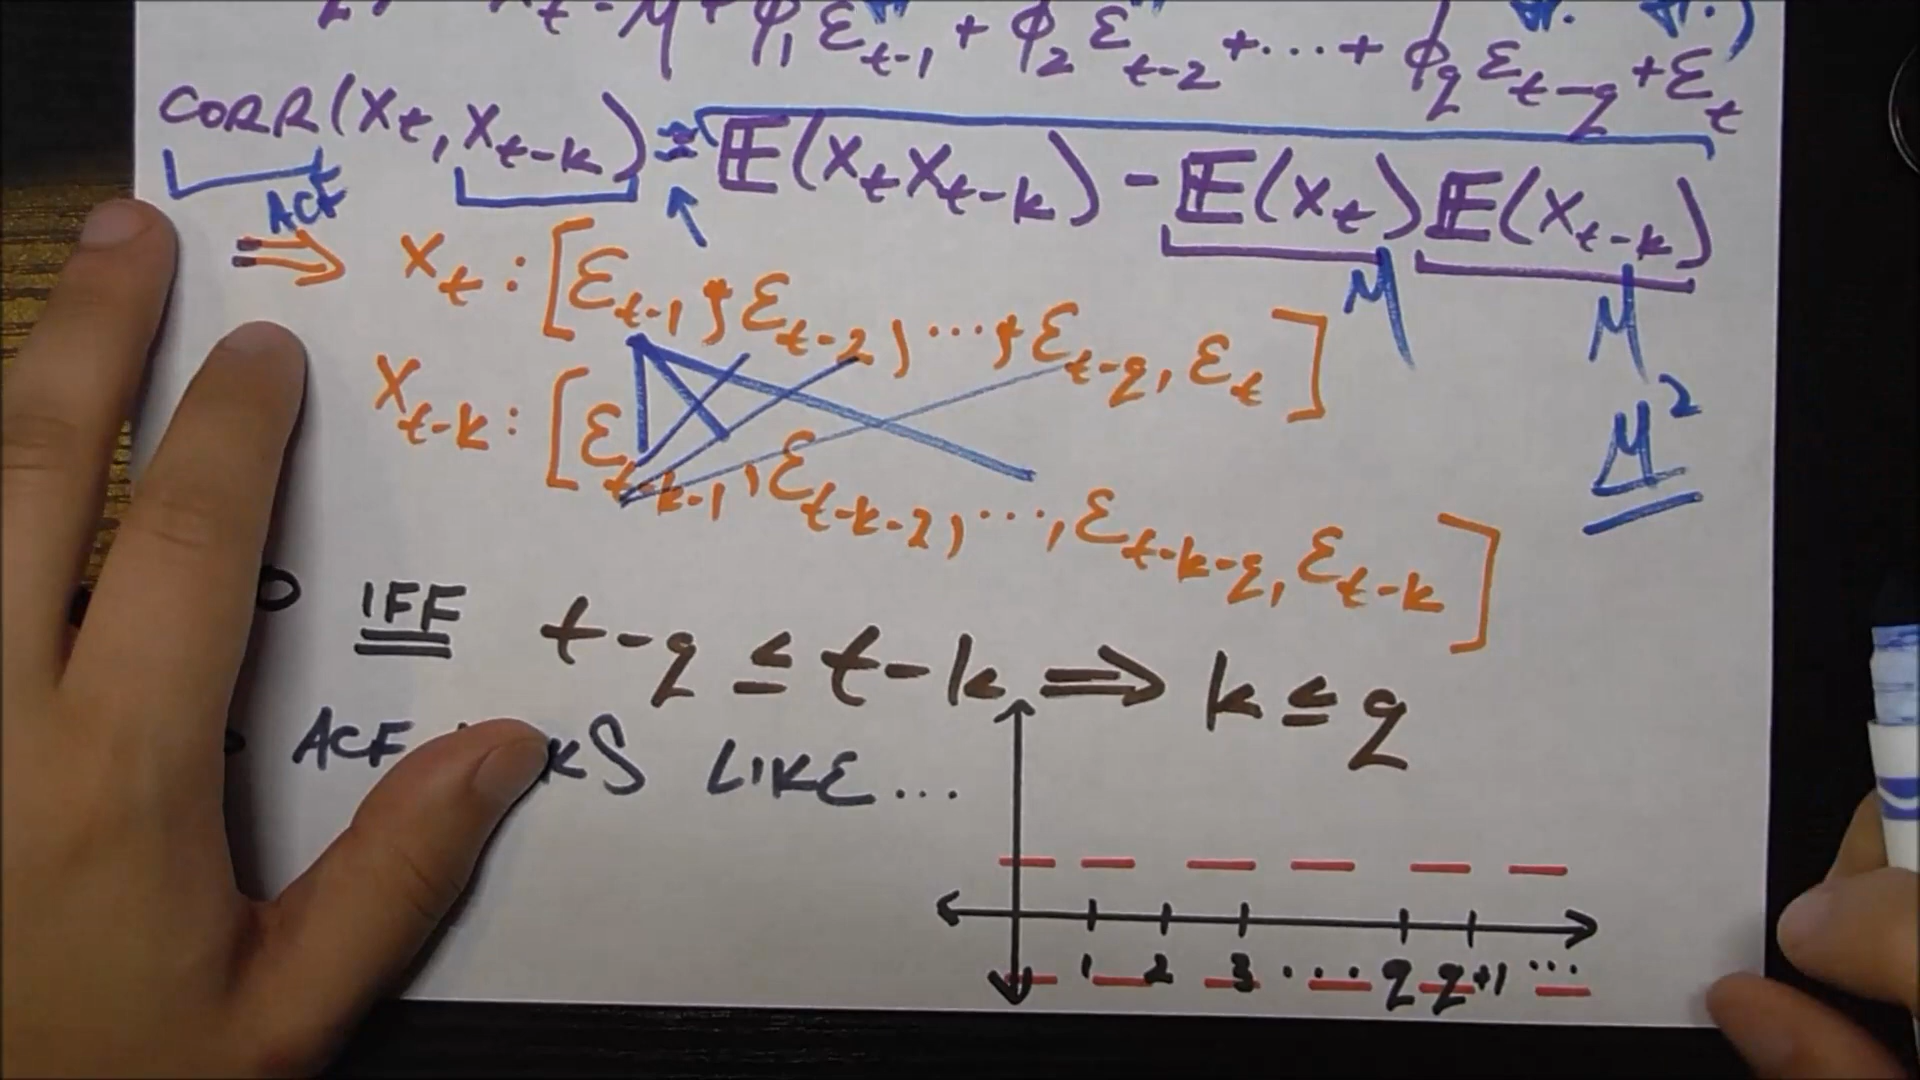 X_t = M + φ_1 ε_{t-1} + φ_2 ε_{t-2} + ... + φ_q ε_{t-q} + ε_t
CORR(X_t, X_{t-k}) = E(X_t X_{t-k}) - E(X_t) E(X_{t-k})
ACF
M M
M²
⇒ X_t : [ε_{t-1}, ε_{t-2}, ..., ε_{t-q}, ε_t]
X_{t-k} : [ε_{t-k-1}, ε_{t-k-2}, ..., ε_{t-k-q}, ε_{t-k}]
IFF t-q ≤ t-k ⇒ k ≤ q
ACF LIKE...
1 2 3 ... q q+1 ...